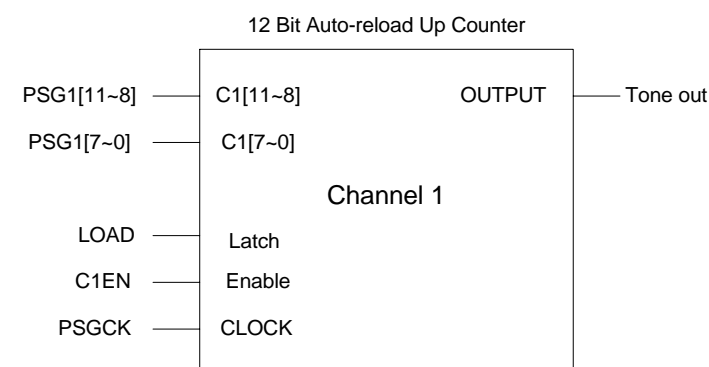 12 Bit Auto-reload Up Counter
PSG1[11~8] C1[11~8] OUTPUT Tone out
PSG1[7~0] C1[7~0]
Channel 1
LOAD Latch
C1EN Enable
PSGCK CLOCK